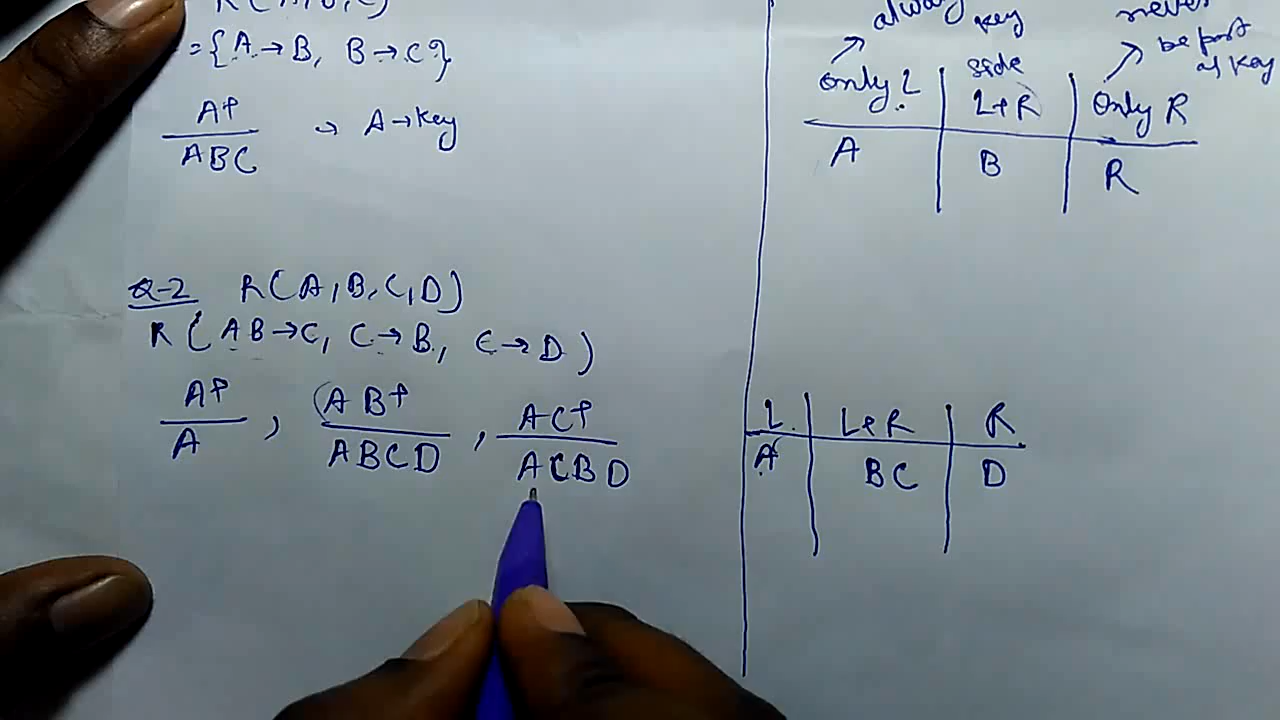 = {A → B, B → C}
A+
ABC
→ A → Key
Q-2 R(A, B, C, D)
R ( AB → C, C → B, C → D )
A+
A
, (AB+
ABCD
, AC+
ACBD
always key
side
never be part of key
Only L | L+R | Only R
A | B | R
L | L+R | R
A | BC | D